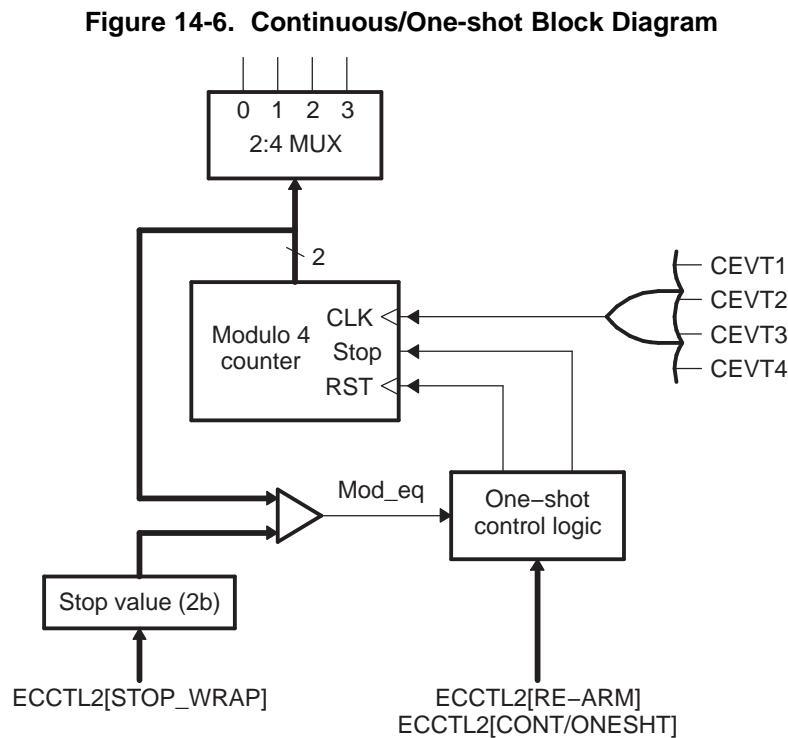 Figure 14-6. Continuous/One-shot Block Diagram
0 1 2 3
2:4 MUX
2
Modulo 4
counter
CLK
Stop
RST
CEVT1
CEVT2
CEVT3
CEVT4
Mod_eq
One−shot
control logic
Stop value (2b)
ECCTL2[STOP_WRAP]
ECCTL2[RE−ARM]
ECCTL2[CONT/ONESHT]